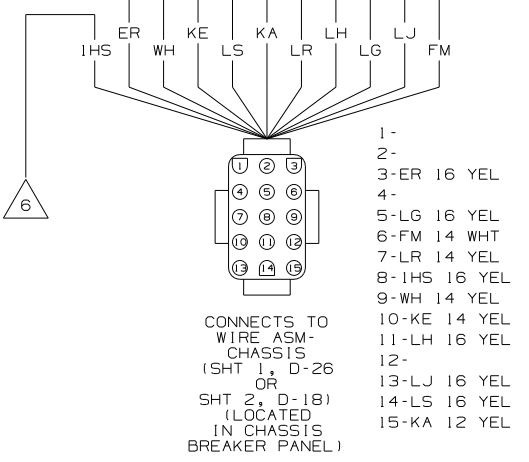 ER KE KA LH LJ
1HS WH LS LR LG FM
6
1 2 3
4 5 6
7 8 9
10 11 12
13 14 15
1-
2-
3-ER 16 YEL
4-
5-LG 16 YEL
6-FM 14 WHT
7-LR 14 YEL
8-1HS 16 YEL
9-WH 14 YEL
10-KE 14 YEL
11-LH 16 YEL
12-
13-LJ 16 YEL
14-LS 16 YEL
15-KA 12 YEL
CONNECTS TO
WIRE ASM-
CHASSIS
(SHT 1, D-26
OR
SHT 2, D-18)
(LOCATED
IN CHASSIS
BREAKER PANEL)